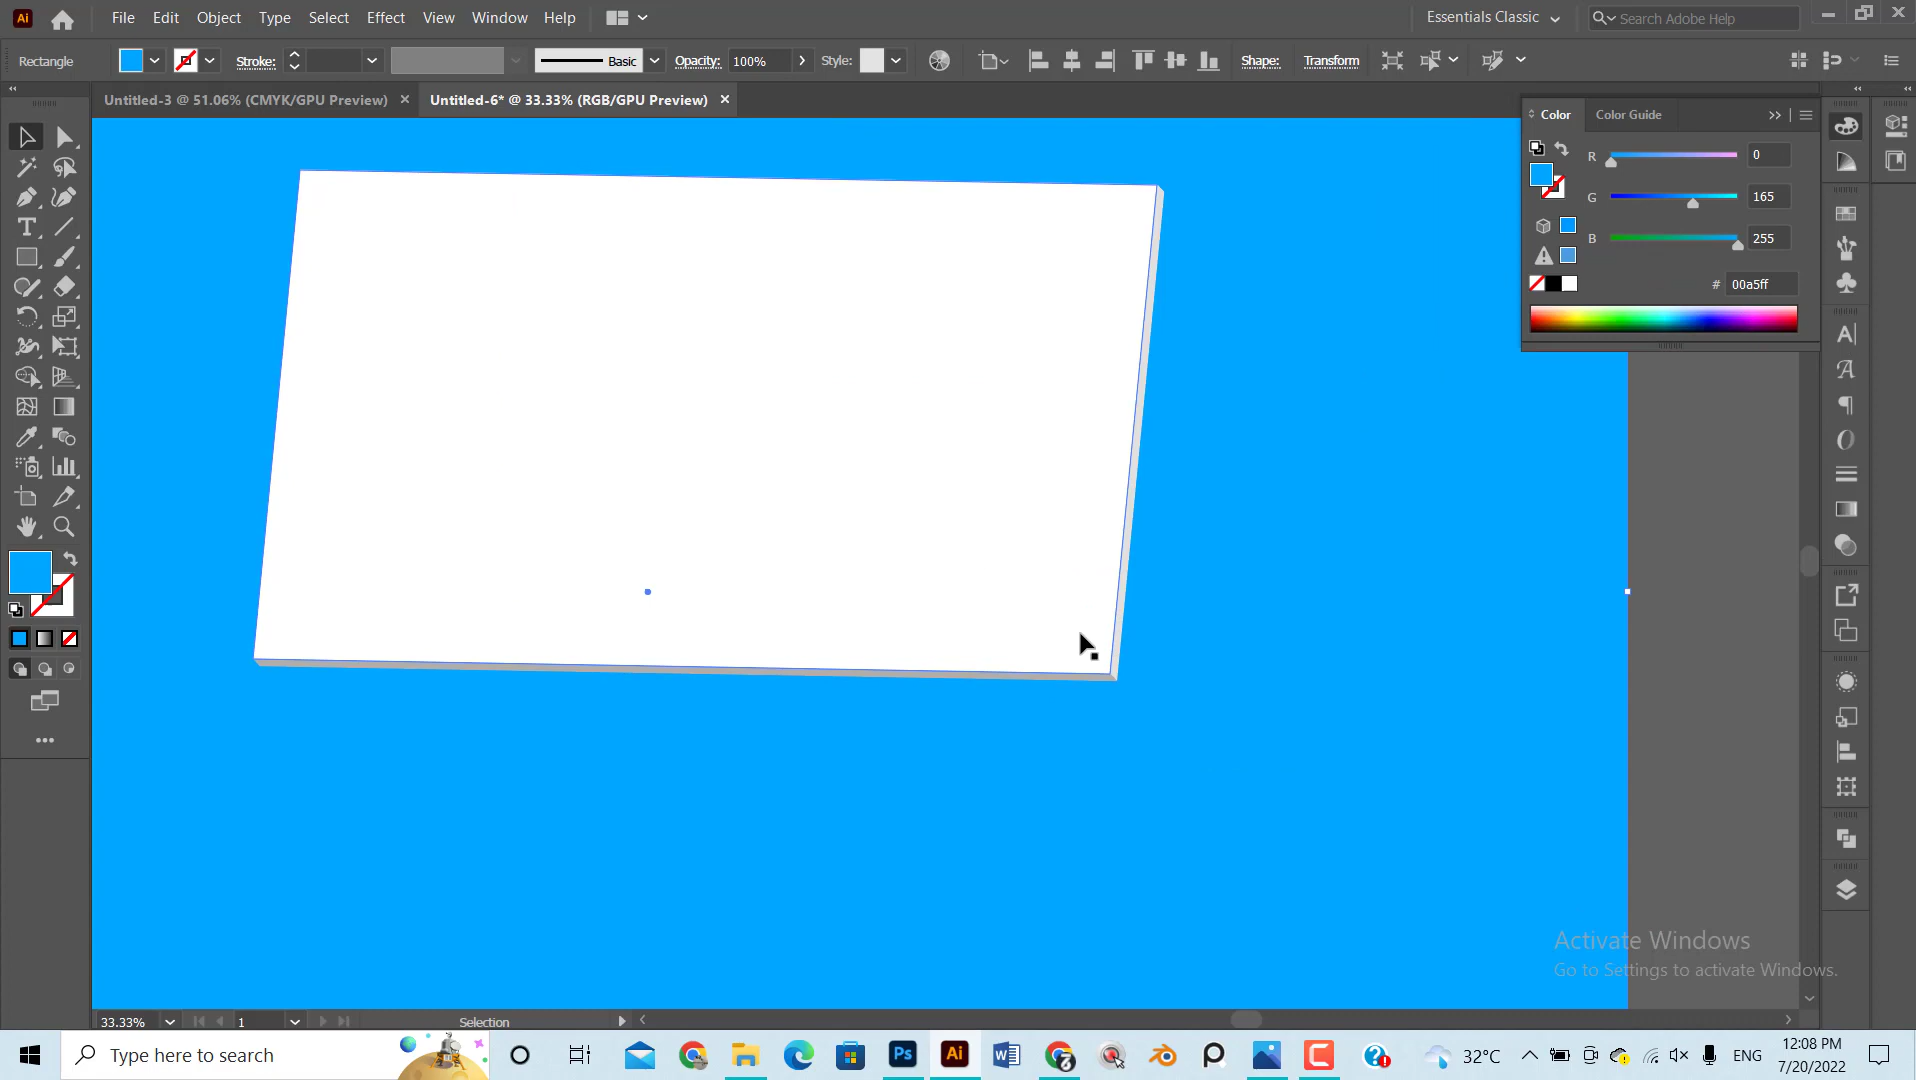 Ai File Edit Object Type Select Effect View Window Help Essentials Classic Search Adobe Help
Rectangle Stroke: Basic Opacity: 100% Style: Shape: Transform
Untitled-3 @ 51.06% (CMYK/GPU Preview) Untitled-6* @ 33.33% (RGB/GPU Preview)
Color Color Guide
R 0
G 165
B 255
# 00a5ff
Activate Windows
Go to Settings to activate Windows.
33.33% 1 Selection
Type here to search Ps Ai 32°C ENG 12:08 PM
7/20/2022